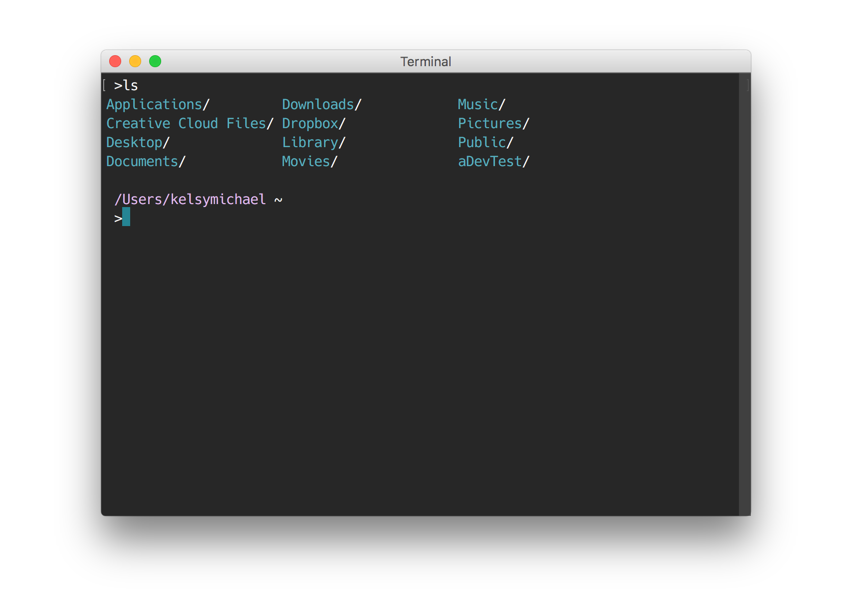 Terminal
[ >ls
Applications/ Downloads/ Music/
Creative Cloud Files/ Dropbox/ Pictures/
Desktop/ Library/ Public/
Documents/ Movies/ aDevTest/
/Users/kelsymichael ~
>